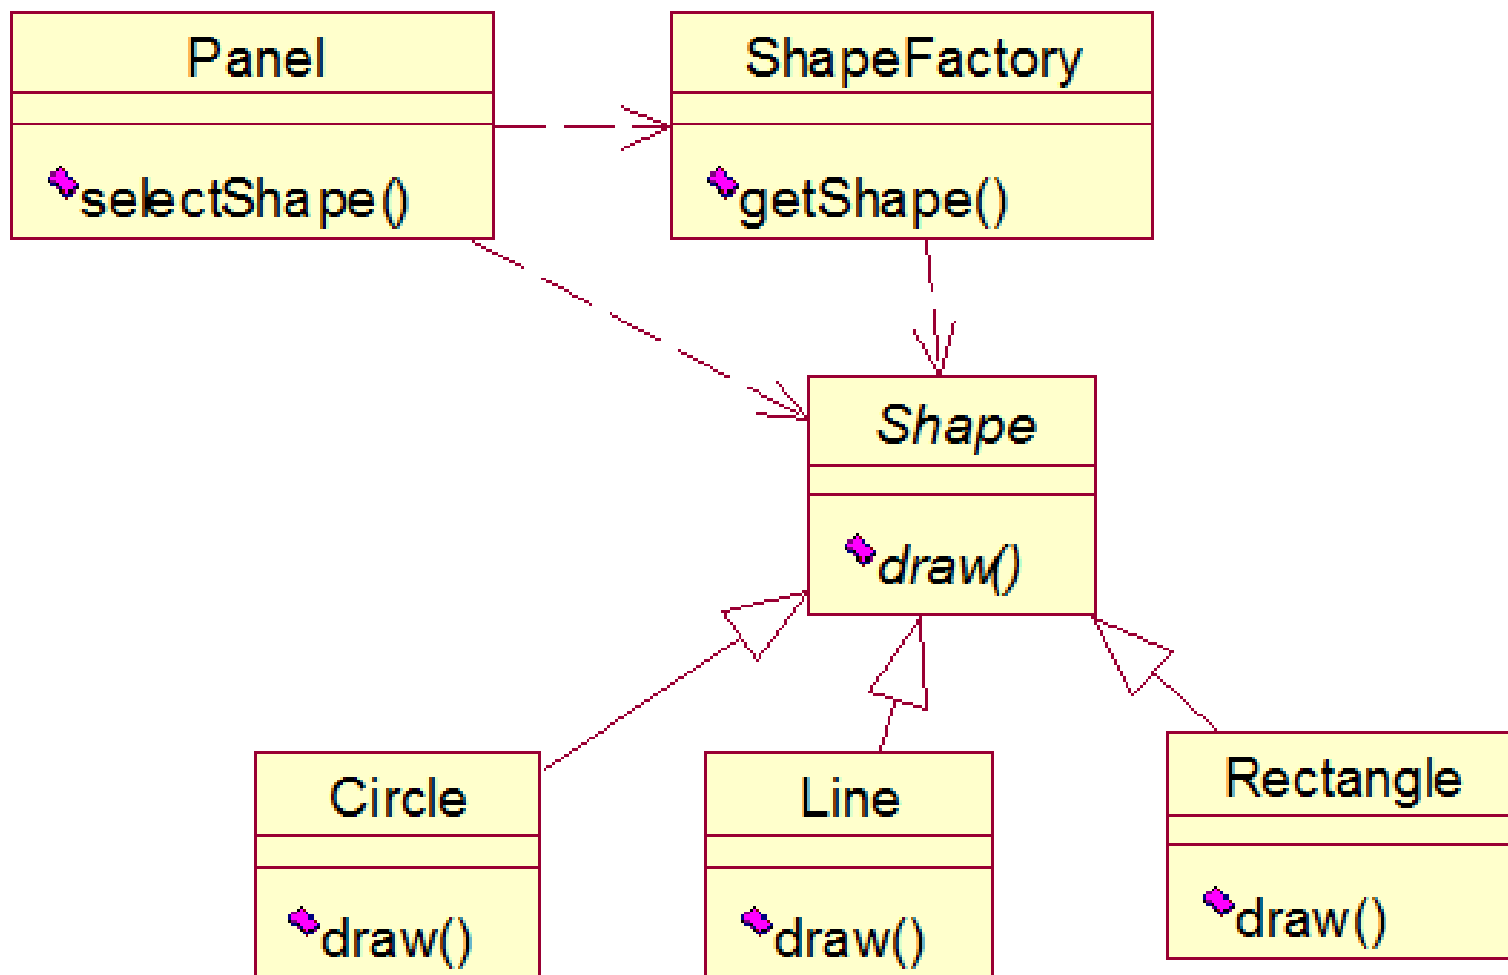 Panel
selectShape()
ShapeFactory
getShape()
Shape
draw()
Circle
draw()
Line
draw()
Rectangle
draw()